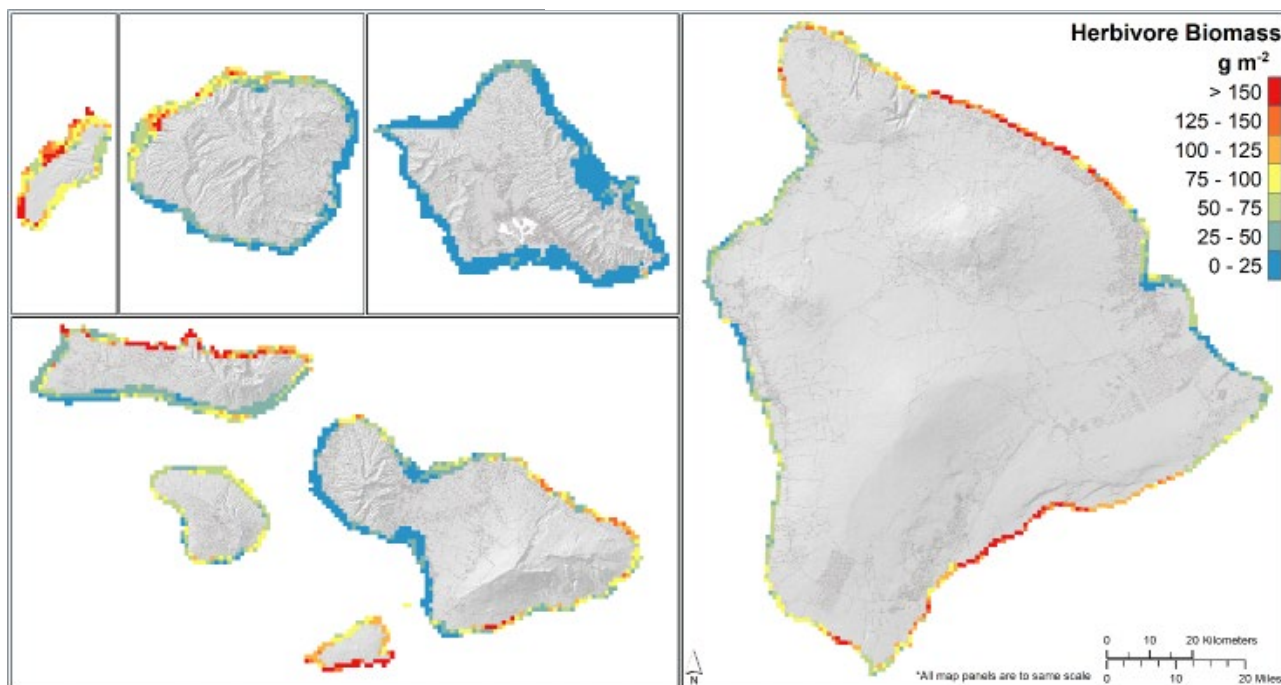 Herbivore Biomass
g m⁻²
> 150
125 - 150
100 - 125
75 - 100
50 - 75
25 - 50
0 - 25
N
*All map panels are to same scale
0 10 20 Kilometers
0 10 20 Miles